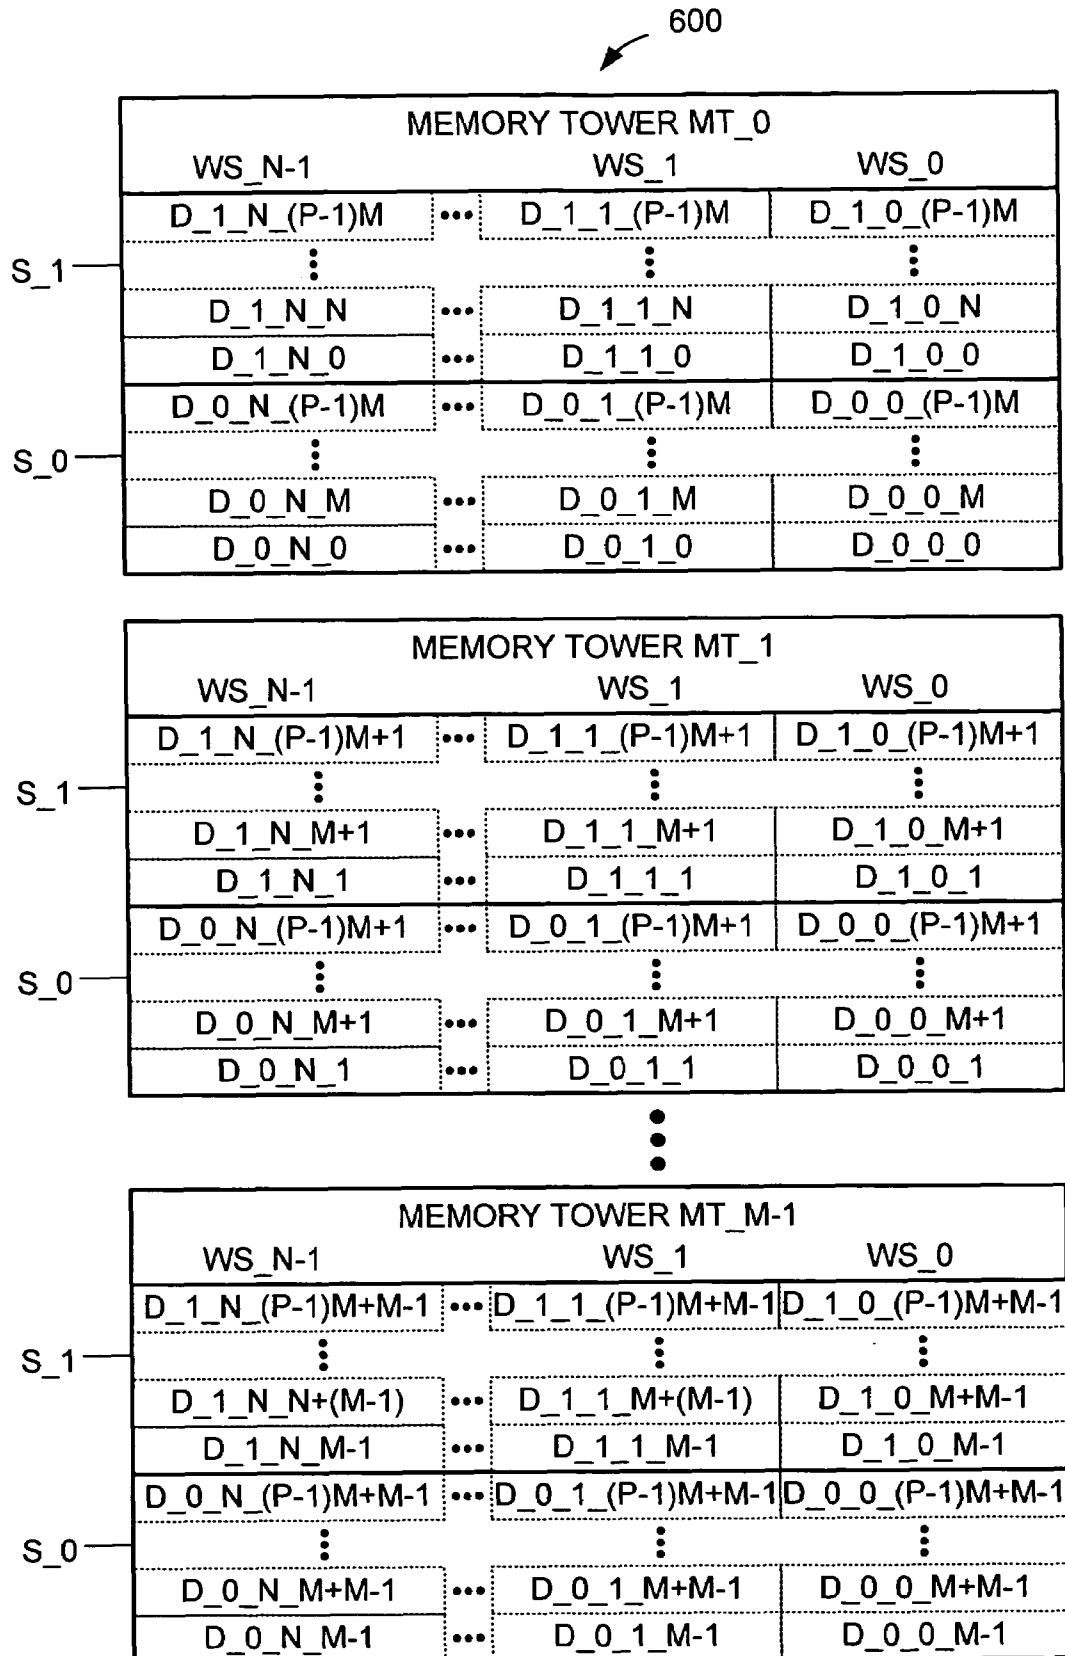 600
MEMORY TOWER MT_0
WS_N-1 WS_1 WS_0
D_1_N_(P-1)M ••• D_1_1_(P-1)M D_1_0_(P-1)M
S_1
D_1_N_N ••• D_1_1_N D_1_0_N
D_1_N_0 ••• D_1_1_0 D_1_0_0
D_0_N_(P-1)M ••• D_0_1_(P-1)M D_0_0_(P-1)M
S_0
D_0_N_M ••• D_0_1_M D_0_0_M
D_0_N_0 ••• D_0_1_0 D_0_0_0
MEMORY TOWER MT_1
WS_N-1 WS_1 WS_0
D_1_N_(P-1)M+1 ••• D_1_1_(P-1)M+1 D_1_0_(P-1)M+1
S_1
D_1_N_M+1 ••• D_1_1_M+1 D_1_0_M+1
D_1_N_1 ••• D_1_1_1 D_1_0_1
D_0_N_(P-1)M+1 ••• D_0_1_(P-1)M+1 D_0_0_(P-1)M+1
S_0
D_0_N_M+1 ••• D_0_1_M+1 D_0_0_M+1
D_0_N_1 ••• D_0_1_1 D_0_0_1
MEMORY TOWER MT_M-1
WS_N-1 WS_1 WS_0
D_1_N_(P-1)M+M-1 ••• D_1_1_(P-1)M+M-1 D_1_0_(P-1)M+M-1
S_1
D_1_N_N+(M-1) ••• D_1_1_M+(M-1) D_1_0_M+M-1
D_1_N_M-1 ••• D_1_1_M-1 D_1_0_M-1
D_0_N_(P-1)M+M-1 ••• D_0_1_(P-1)M+M-1 D_0_0_(P-1)M+M-1
S_0
D_0_N_M+M-1 ••• D_0_1_M+M-1 D_0_0_M+M-1
D_0_N_M-1 ••• D_0_1_M-1 D_0_0_M-1